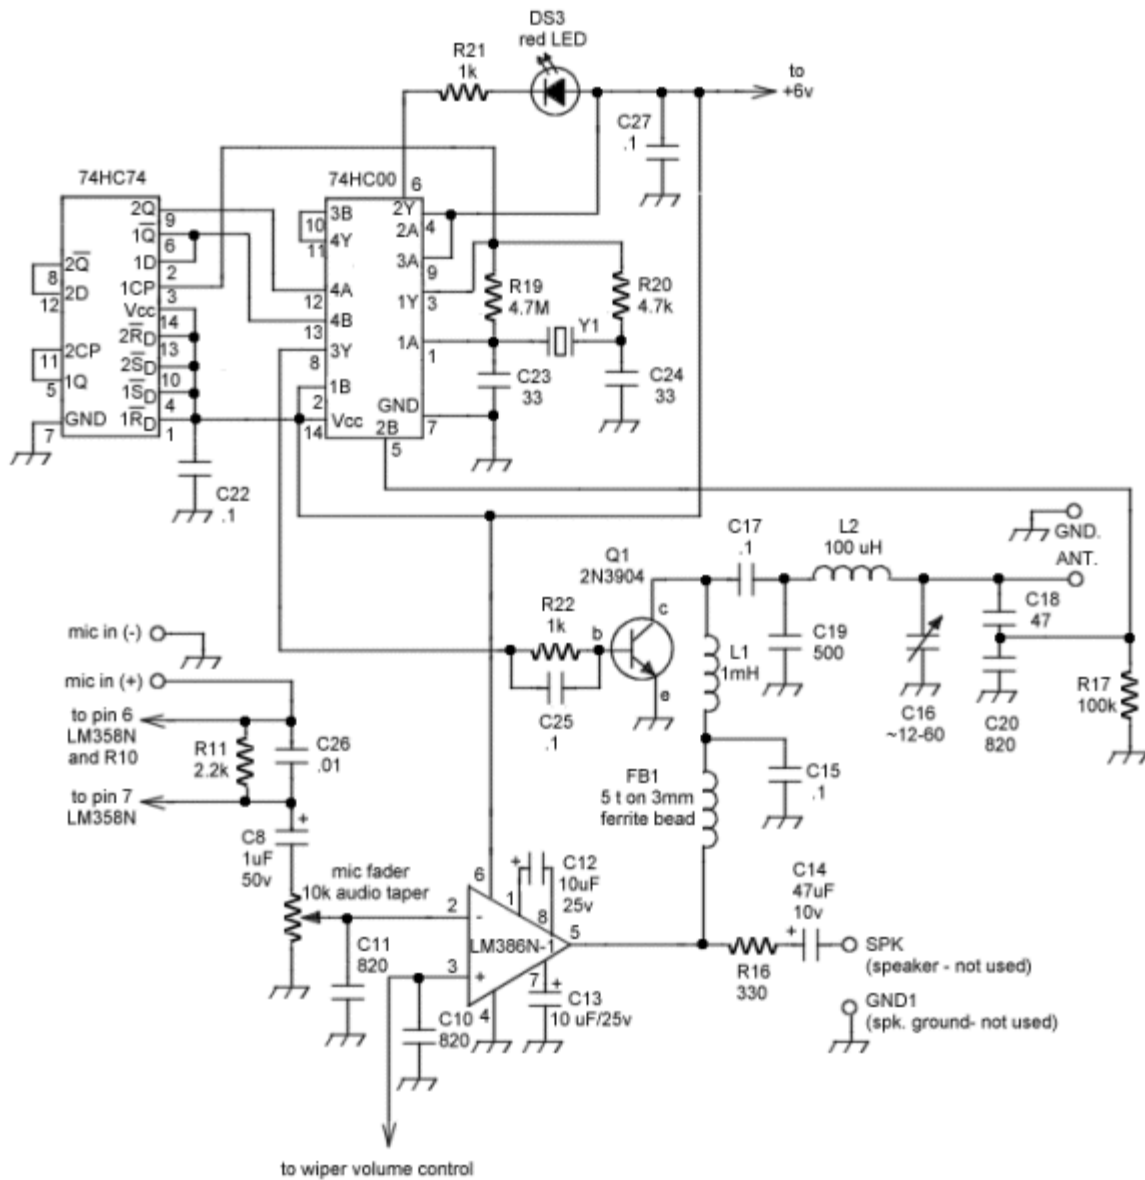 DS3
red LED
R21
1k
to
+6v
C27
.1
74HC74
74HC00
6
2Q
9
1Q
6
1D
2
1CP
3
Vcc
14
2RD
13
2SD
10
1SD
4
1RD
1
2Q
8
2D
12
2CP
11
1Q
5
GND
7
3B
10
4Y
11
4A
12
4B
13
3Y
8
1B
2
Vcc
14
2Y
2A
4
3A
9
1Y
3
1A
1
GND
7
2B
5
R19
4.7M
R20
4.7k
Y1
C23
33
C24
33
C22
.1
GND.
ANT.
C17
.1
L2
100 uH
Q1
2N3904
R22
1k
b
c
e
C25
.1
L1
1mH
C19
500
C18
47
C16
~12-60
C20
820
R17
100k
mic in (-)
mic in (+)
to pin 6
LM358N
and R10
R11
2.2k
C26
.01
to pin 7
LM358N
C8
1uF
50v
+
FB1
5 t on 3mm
ferrite bead
C15
.1
mic fader
10k audio taper
6
1
+
C12
10uF
25v
8
2
-
LM386N-1
5
3
+
7
4
+
C13
10 uF/25v
C11
820
C10
820
R16
330
C14
47uF
10v
+
SPK
(speaker - not used)
GND1
(spk. ground- not used)
to wiper volume control